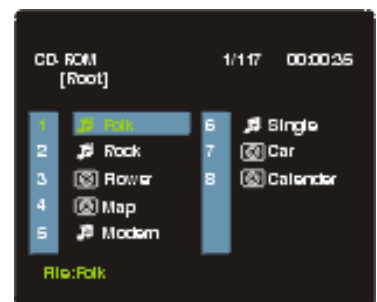 CD-ROM 1/117 00:00:36
[Root]
1 Folk
2 Rock
3 Flower
4 Map
5 Modern
6 Single
7 Car
8 Calender
File:Folk